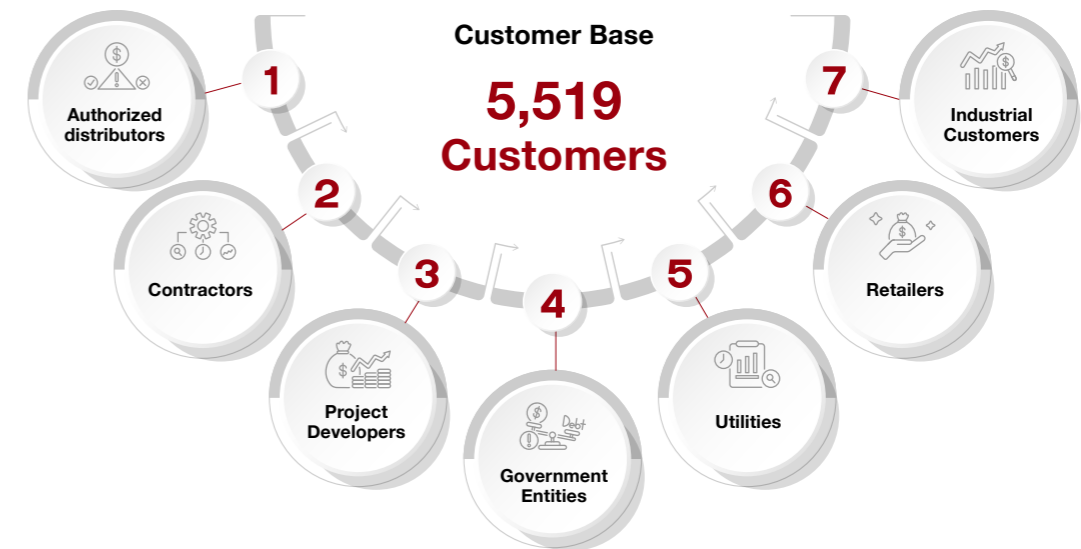 Customer Base
5,519
Customers
1
Authorized
distributors
2
Contractors
3
Project
Developers
4
Debt
Government
Entities
5
Utilities
6
Retailers
7
Industrial
Customers
$
$
$
$
$